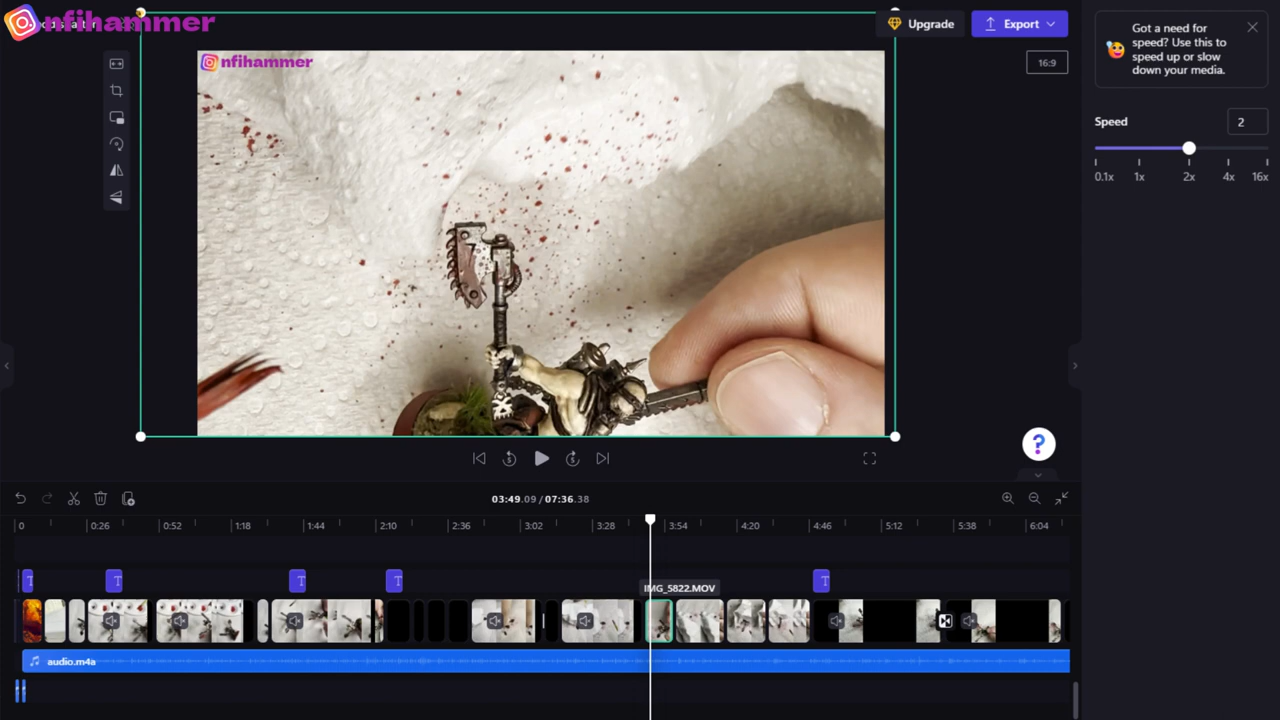 nfihammer
Upgrade
Export
Got a need for
speed? Use this to
speed up or slow
down your media.
nfihammer
16:9
Speed
2
0.1x 1x 2x 4x 16x
5
5
?
03:49.09 / 07:36.38
0 0:26 0:52 1:18 1:44 2:10 2:36 3:02 3:28 3:54 4:20 4:46 5:12 5:38 6:04
T T T T T
IMG_5822.MOV
audio.m4a